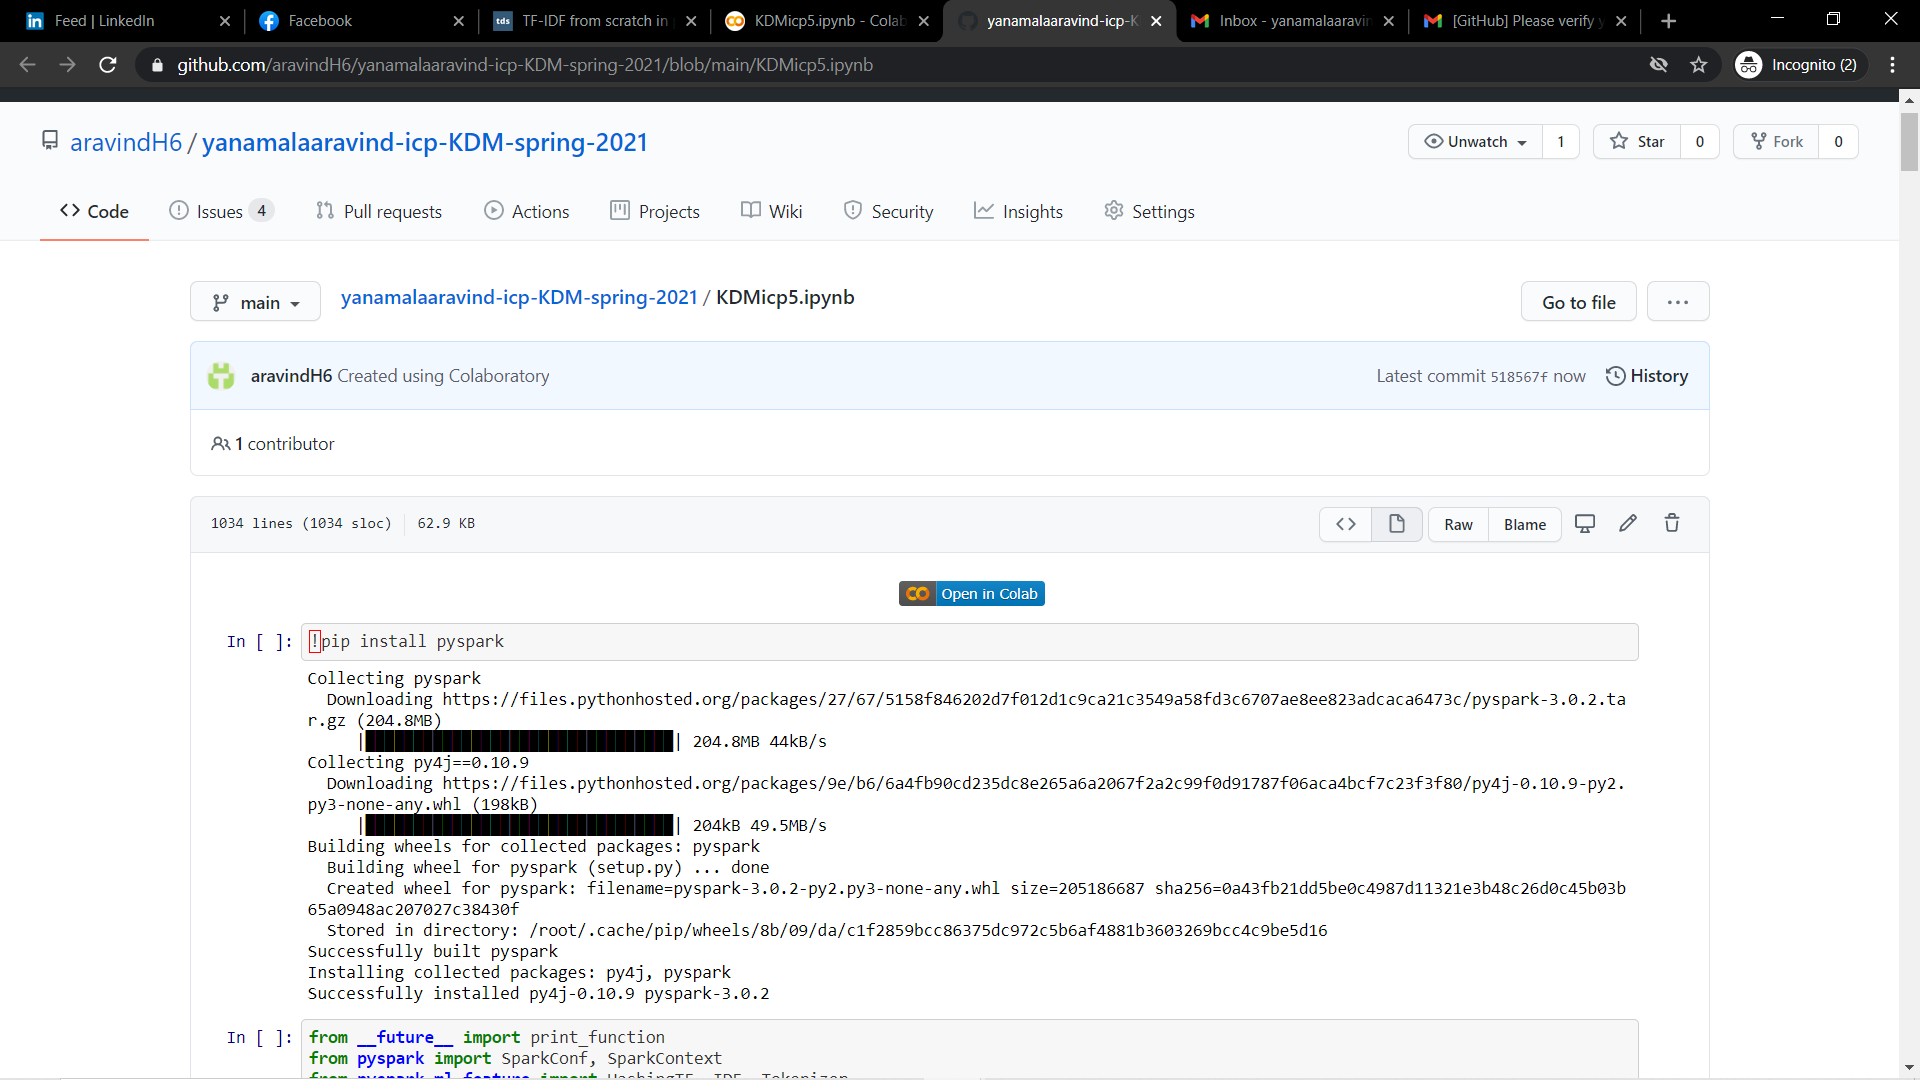 Feed | LinkedIn
Facebook
tds TF-IDF from scratch in
KDMicp5.ipynb - Colab
yanamalaaravind-icp-K
Inbox - yanamalaaravin
[GitHub] Please verify y
github.com/aravindH6/yanamalaaravind-icp-KDM-spring-2021/blob/main/KDMicp5.ipynb
Incognito (2)
aravindH6 / yanamalaaravind-icp-KDM-spring-2021
Unwatch 1
Star 0
Fork 0
Code
Issues 4
Pull requests
Actions
Projects
Wiki
Security
Insights
Settings
main
yanamalaaravind-icp-KDM-spring-2021 / KDMicp5.ipynb
Go to file
...
aravindH6 Created using Colaboratory
Latest commit 518567f now
History
1 contributor
1034 lines (1034 sloc) 62.9 KB
<>
Raw
Blame
CO Open in Colab
In [ ]: !pip install pyspark
Collecting pyspark
Downloading https://files.pythonhosted.org/packages/27/67/5158f846202d7f012d1c9ca21c3549a58fd3c6707ae8ee823adcaca6473c/pyspark-3.0.2.ta
r.gz (204.8MB)
| | 204.8MB 44kB/s
Collecting py4j==0.10.9
Downloading https://files.pythonhosted.org/packages/9e/b6/6a4fb90cd235dc8e265a6a2067f2a2c99f0d91787f06aca4bcf7c23f3f80/py4j-0.10.9-py2.
py3-none-any.whl (198kB)
| | 204kB 49.5MB/s
Building wheels for collected packages: pyspark
Building wheel for pyspark (setup.py) ... done
Created wheel for pyspark: filename=pyspark-3.0.2-py2.py3-none-any.whl size=205186687 sha256=0a43fb21dd5be0c4987d11321e3b48c26d0c45b03b
65a0948ac207027c38430f
Stored in directory: /root/.cache/pip/wheels/8b/09/da/c1f2859bcc86375dc972c5b6af4881b3603269bcc4c9be5d16
Successfully built pyspark
Installing collected packages: py4j, pyspark
Successfully installed py4j-0.10.9 pyspark-3.0.2
In [ ]: from __future__ import print_function
from pyspark import SparkConf, SparkContext
from pyspark.ml.feature import HashingTF, IDF, Tokenizer